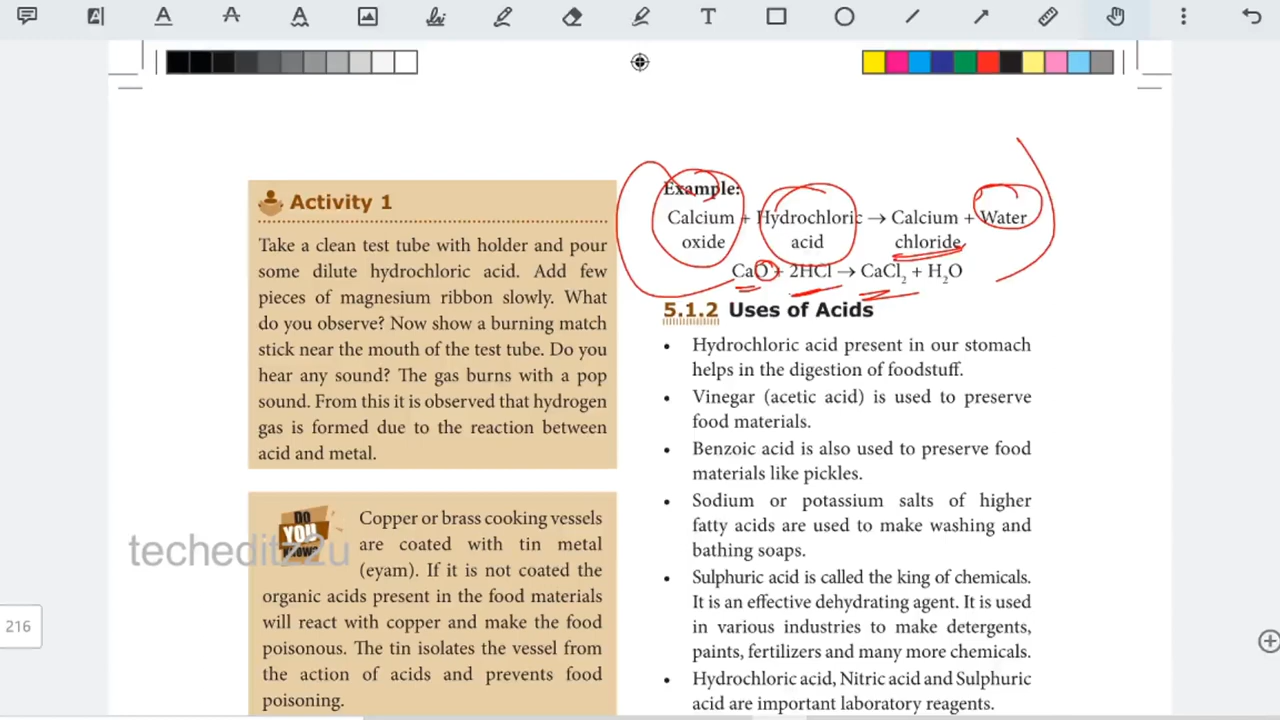 Activity 1
Take a clean test tube with holder and pour
some dilute hydrochloric acid. Add few
pieces of magnesium ribbon slowly. What
do you observe? Now show a burning match
stick near the mouth of the test tube. Do you
hear any sound? The gas burns with a pop
sound. From this it is observed that hydrogen
gas is formed due to the reaction between
acid and metal.
DO
YOU
KNOW?
Copper or brass cooking vessels
are coated with tin metal
(eyam). If it is not coated the
organic acids present in the food materials
will react with copper and make the food
poisonous. The tin isolates the vessel from
the action of acids and prevents food
poisoning.
techeditz2u
216
Example:
Calcium + Hydrochloric → Calcium + Water
oxide acid chloride
CaO + 2HCl → CaCl₂ + H₂O
5.1.2 Uses of Acids
• Hydrochloric acid present in our stomach
helps in the digestion of foodstuff.
• Vinegar (acetic acid) is used to preserve
food materials.
• Benzoic acid is also used to preserve food
materials like pickles.
• Sodium or potassium salts of higher
fatty acids are used to make washing and
bathing soaps.
• Sulphuric acid is called the king of chemicals.
It is an effective dehydrating agent. It is used
in various industries to make detergents,
paints, fertilizers and many more chemicals.
• Hydrochloric acid, Nitric acid and Sulphuric
acid are important laboratory reagents.